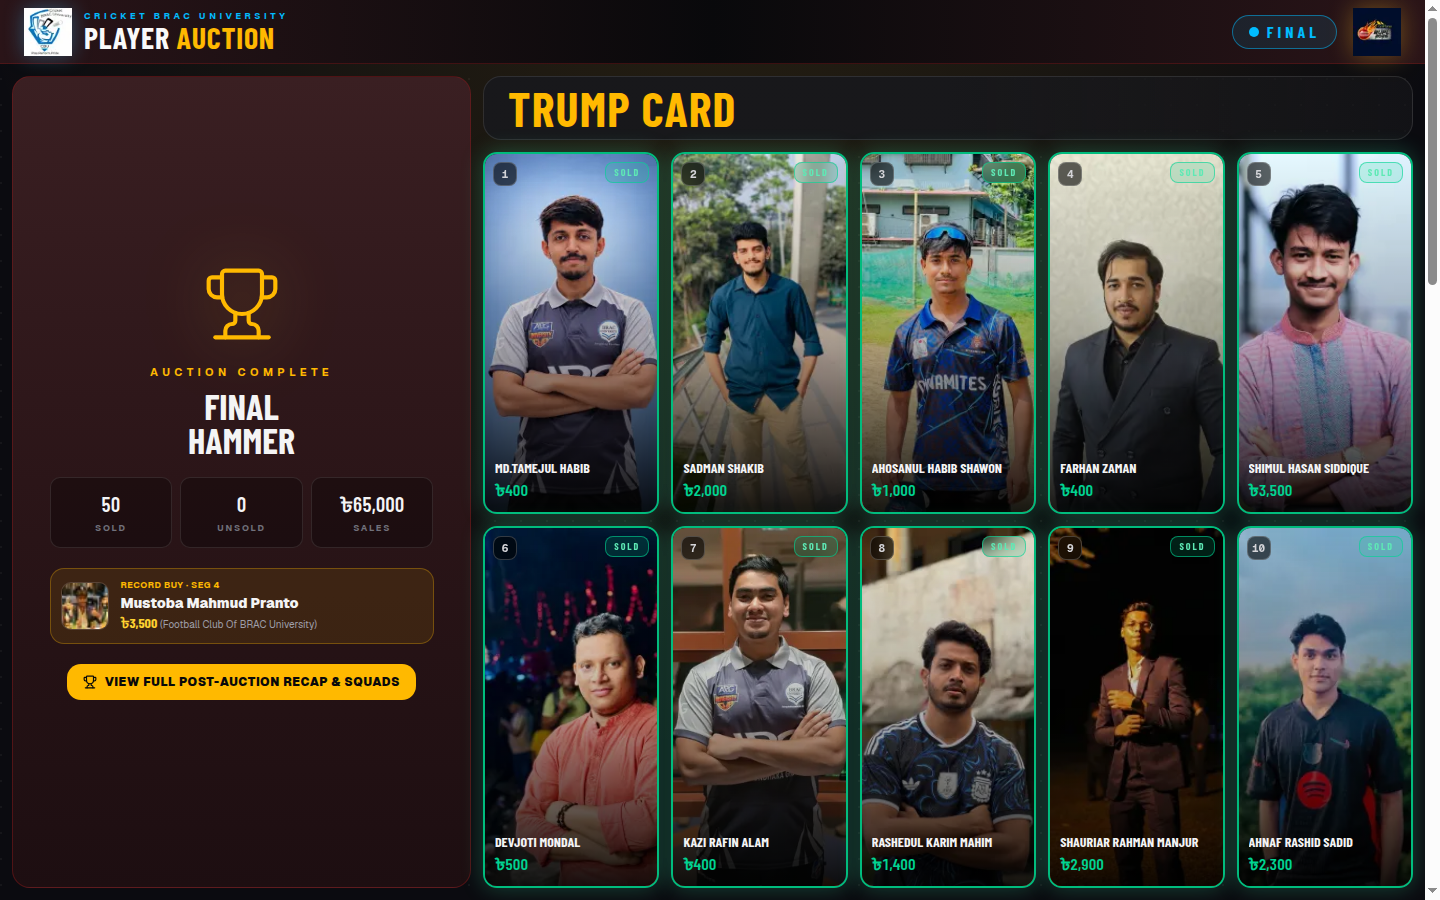 CRICKET BRAC UNIVERSITY
PLAYER AUCTION
FINAL
AUCTION COMPLETE
FINAL
HAMMER
50
SOLD
0
UNSOLD
৳65,000
SALES
RECORD BUY · SEG 4
Mustoba Mahmud Pranto
৳3,500 (Football Club Of BRAC University)
VIEW FULL POST-AUCTION RECAP & SQUADS
TRUMP CARD
1
SOLD
MD.TAMEJUL HABIB
৳400
2
SOLD
SADMAN SHAKIB
৳2,000
3
SOLD
DYNAMITES
AHOSANUL HABIB SHAWON
৳1,000
4
SOLD
FARHAN ZAMAN
৳400
5
SOLD
SHIMUL HASAN SIDDIQUE
৳3,500
6
SOLD
DEVJOTI MONDAL
৳500
7
SOLD
KAZI RAFIN ALAM
৳400
8
SOLD
RASHEDUL KARIM MAHIM
৳1,400
9
SOLD
SHAURIAR RAHMAN MANJUR
৳2,900
10
SOLD
AHNAF RASHID SADID
৳2,300